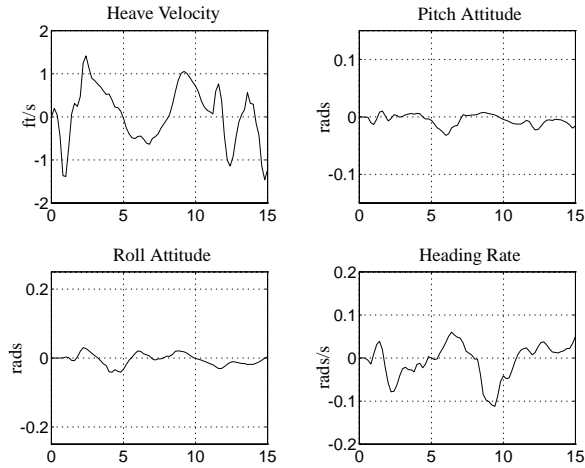 Heave Velocity
2
1
0
-1
-2
ft/s
0 5 10 15
Pitch Attitude
0.1
0
-0.1
rads
0 5 10 15
Roll Attitude
0.2
0
-0.2
rads
0 5 10 15
Heading Rate
0.2
0.1
0
-0.1
-0.2
rads/s
0 5 10 15